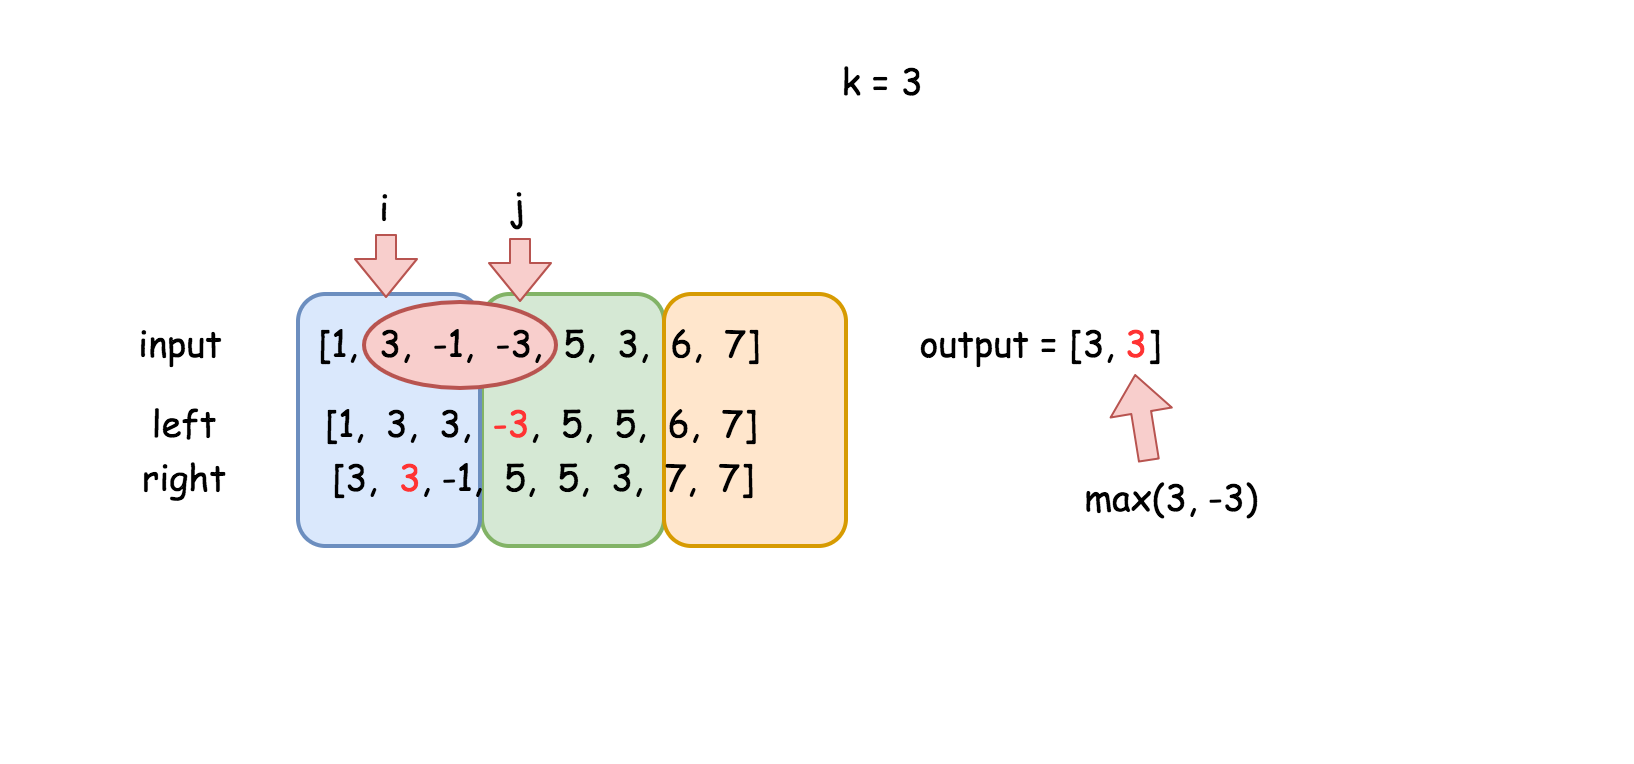 k = 3
i j
input [1, 3, -1, -3, 5, 3, 6, 7] output = [3, 3]
left [1, 3, 3, -3, 5, 5, 6, 7]
right [3, 3, -1, 5, 5, 3, 7, 7]
max(3, -3)